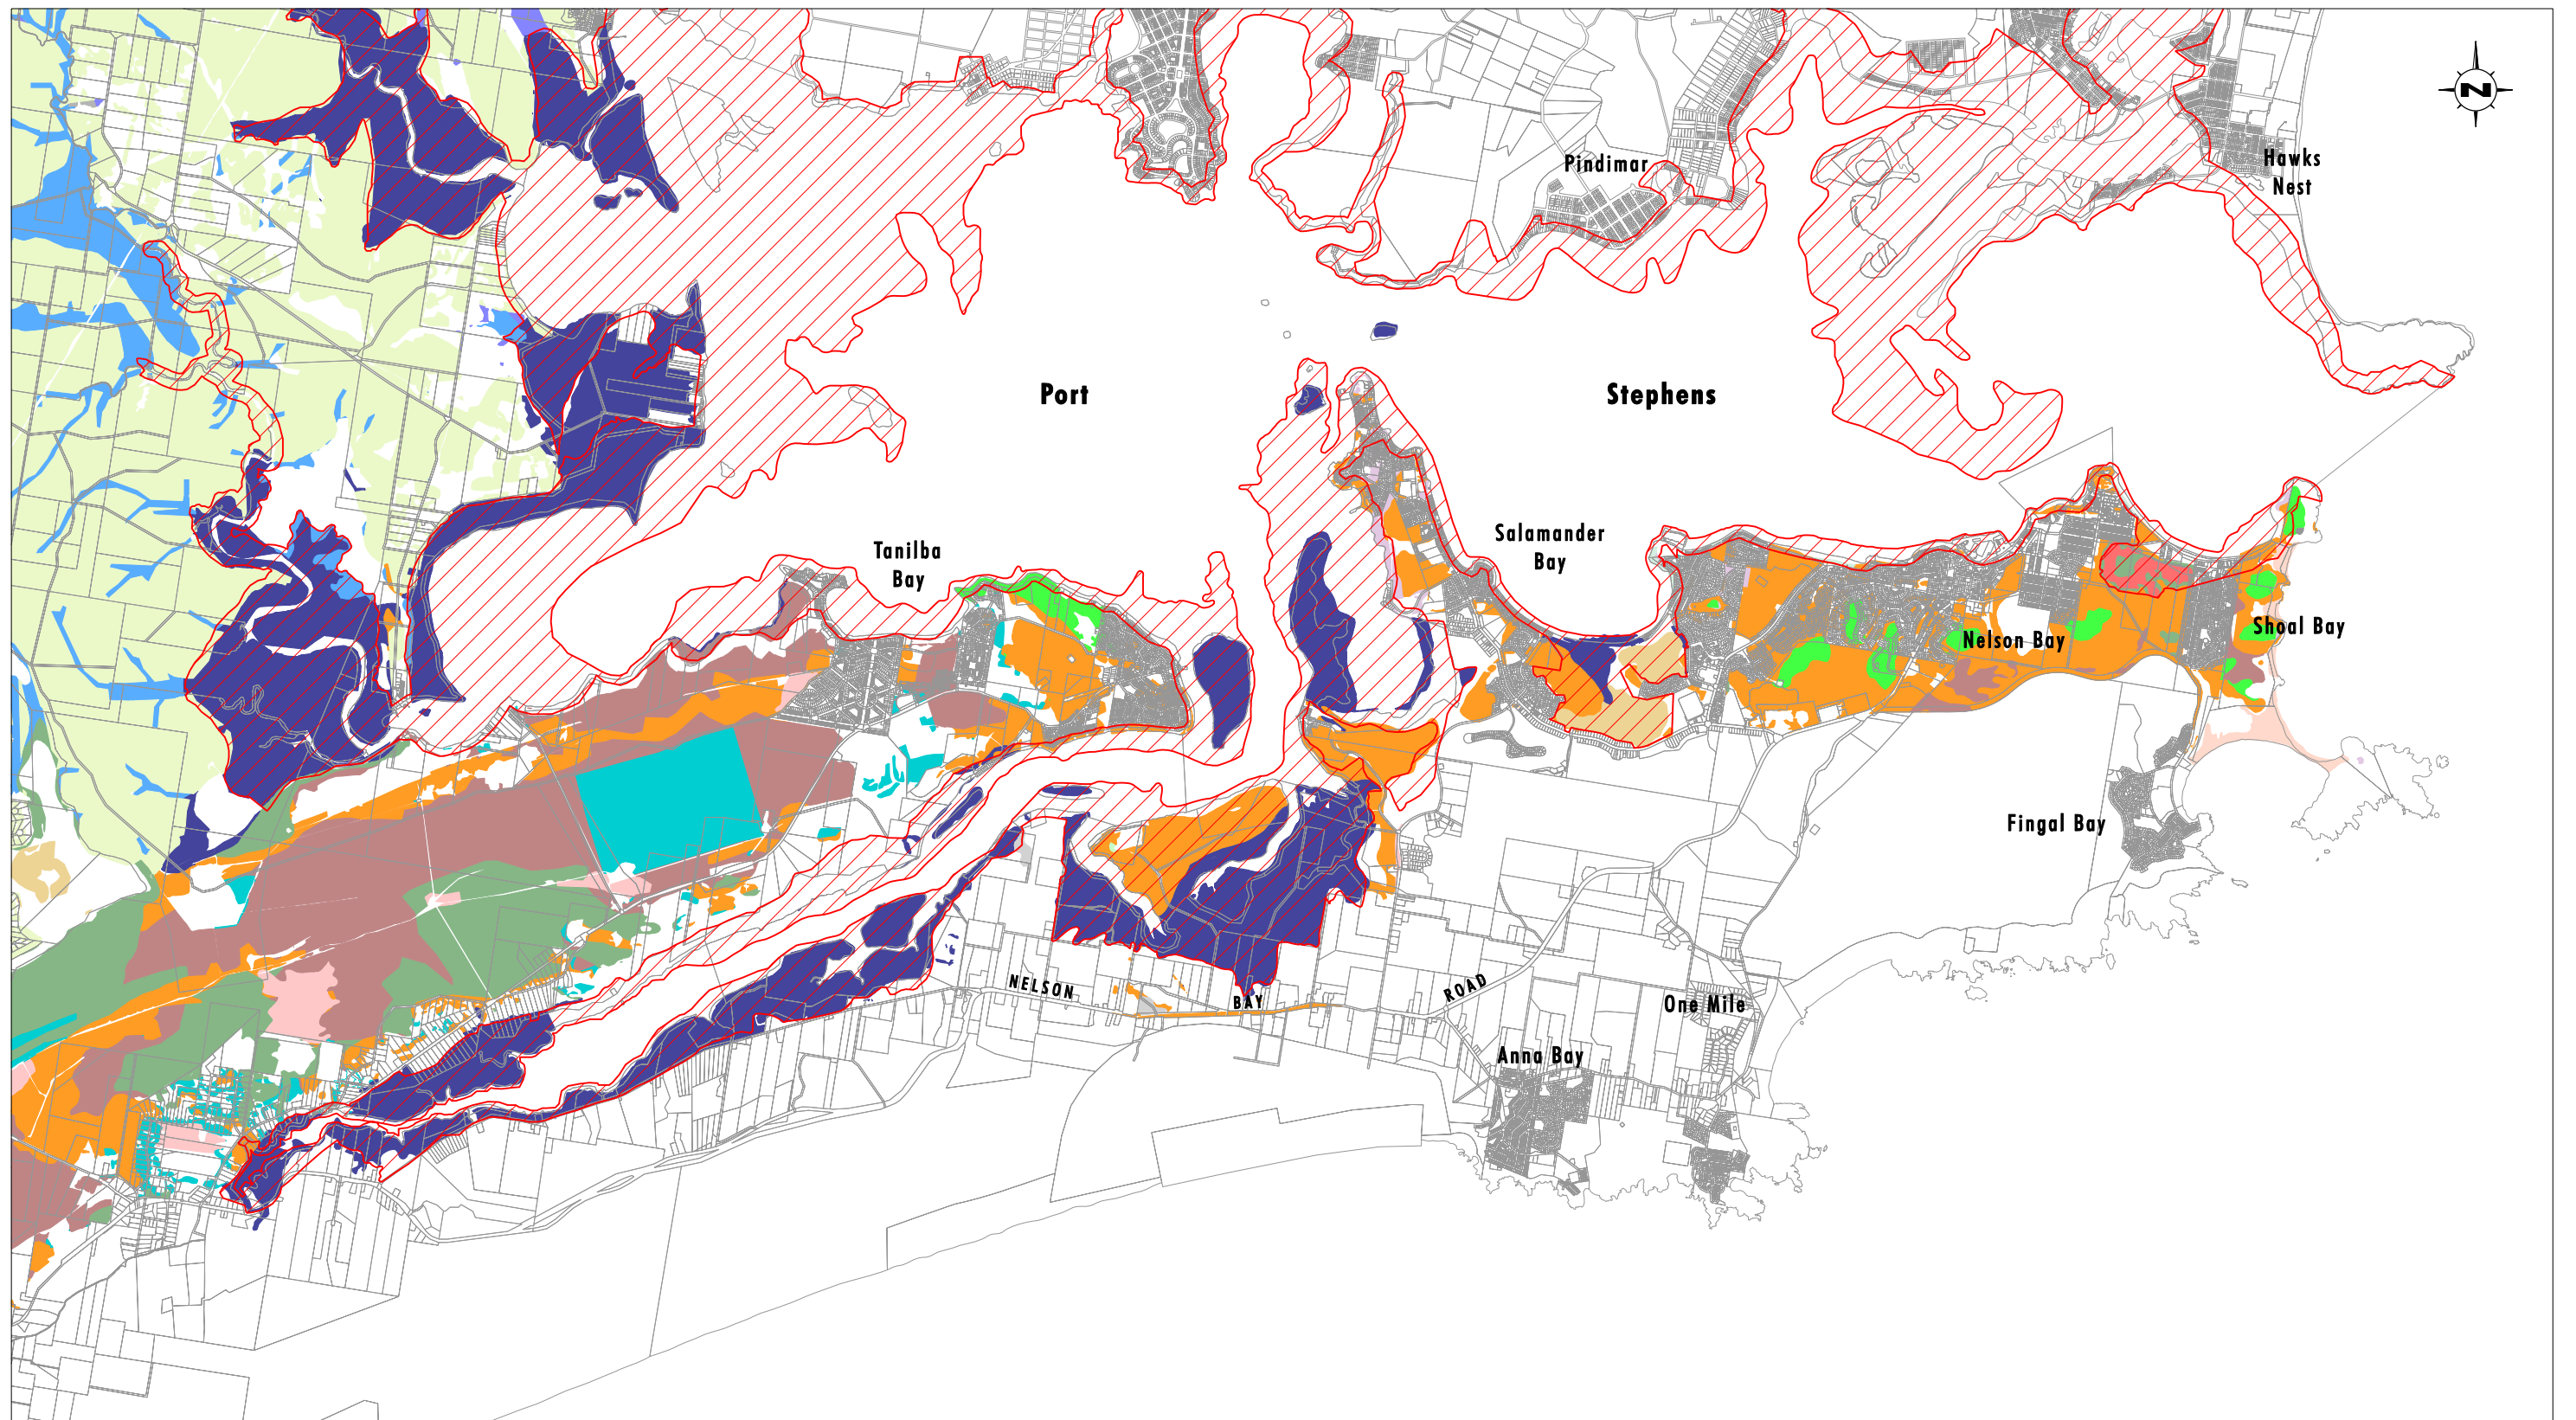 N
Pindimar
Hawks
Nest
Port
Stephens
Salamander
Bay
Tanilba
Bay
Nelson Bay
Shoal Bay
Fingal Bay
NELSON
BAY
ROAD
One Mile
Anna Bay